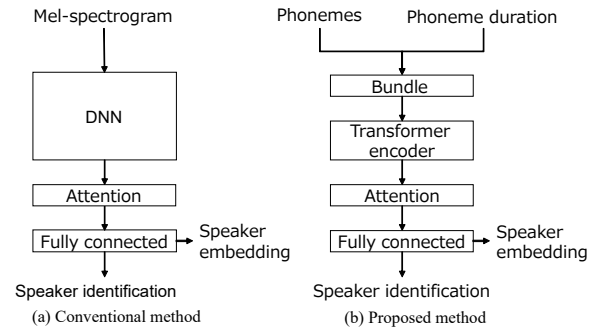 Mel-spectrogram
DNN
Attention
Fully connected
Speaker
embedding
Speaker identification
(a) Conventional method
Phonemes
Phoneme duration
Bundle
Transformer
encoder
Attention
Fully connected
Speaker
embedding
Speaker identification
(b) Proposed method